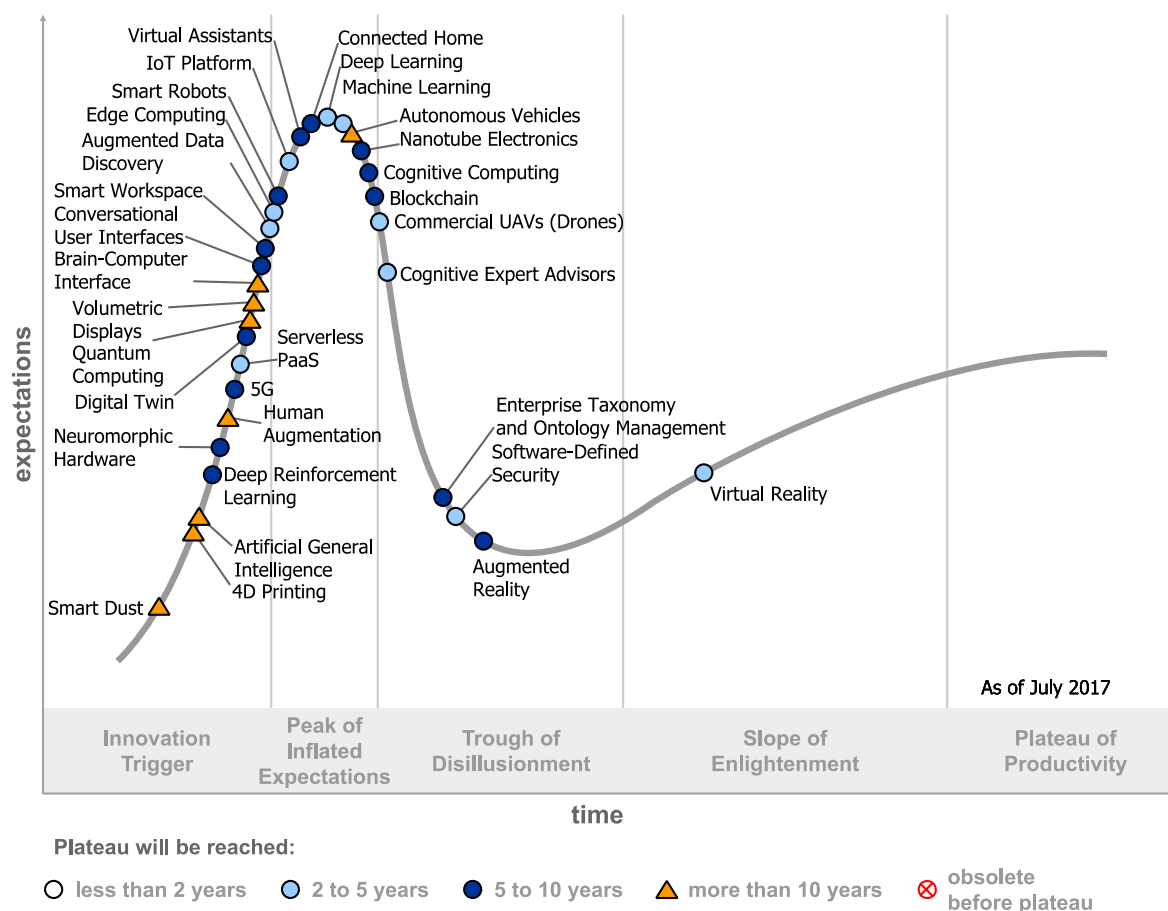 Virtual Assistants
Connected Home
IoT Platform
Deep Learning
Smart Robots
Machine Learning
Edge Computing
Autonomous Vehicles
Augmented Data
Discovery
Nanotube Electronics
Cognitive Computing
Smart Workspace
Blockchain
Conversational
User Interfaces
Commercial UAVs (Drones)
Brain-Computer
Interface
Cognitive Expert Advisors
Volumetric
Displays
Quantum
Computing
Serverless
PaaS
Digital Twin
5G
Human
Augmentation
Neuromorphic
Hardware
Deep Reinforcement
Learning
Artificial General
Intelligence
4D Printing
Smart Dust
Enterprise Taxonomy
and Ontology Management
Software-Defined
Security
Augmented
Reality
Virtual Reality
expectations
As of July 2017
Innovation
Trigger
Peak of
Inflated
Expectations
Trough of
Disillusionment
Slope of
Enlightenment
Plateau of
Productivity
time
Plateau will be reached:
less than 2 years
2 to 5 years
5 to 10 years
more than 10 years
obsolete
before plateau